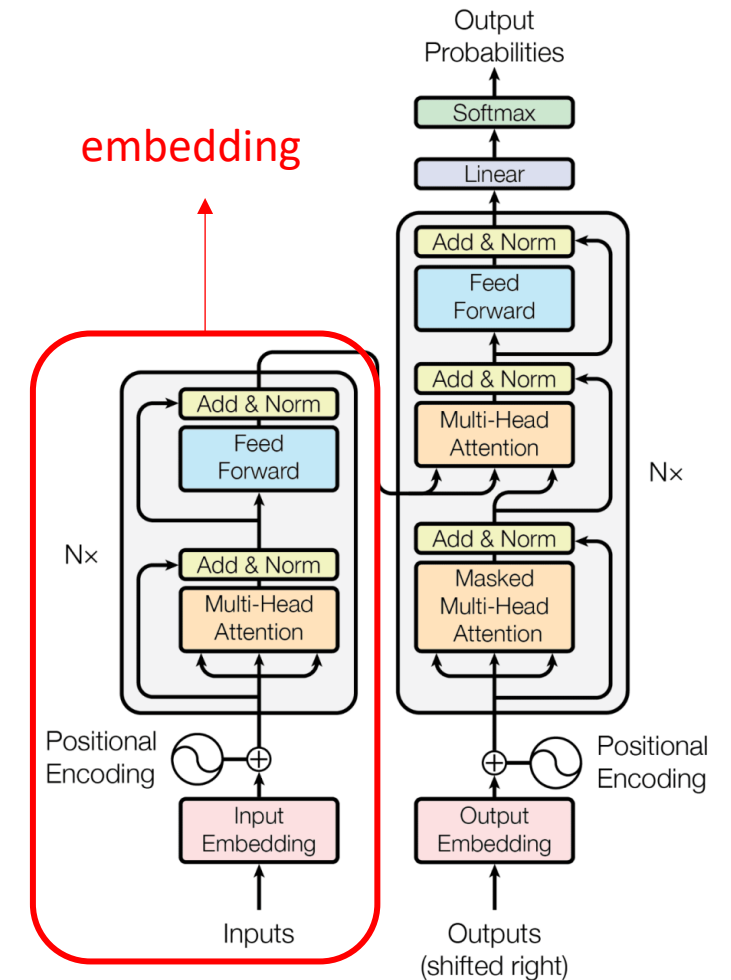 Output
Probabilities
Softmax
embedding
Linear
Add & Norm
Feed
Forward
Add & Norm
Multi-Head
Attention
Nx
Add & Norm
Masked
Multi-Head
Attention
Add & Norm
Feed
Forward
Nx
Add & Norm
Multi-Head
Attention
Positional
Encoding
Positional
Encoding
Input
Embedding
Output
Embedding
Inputs
Outputs
(shifted right)